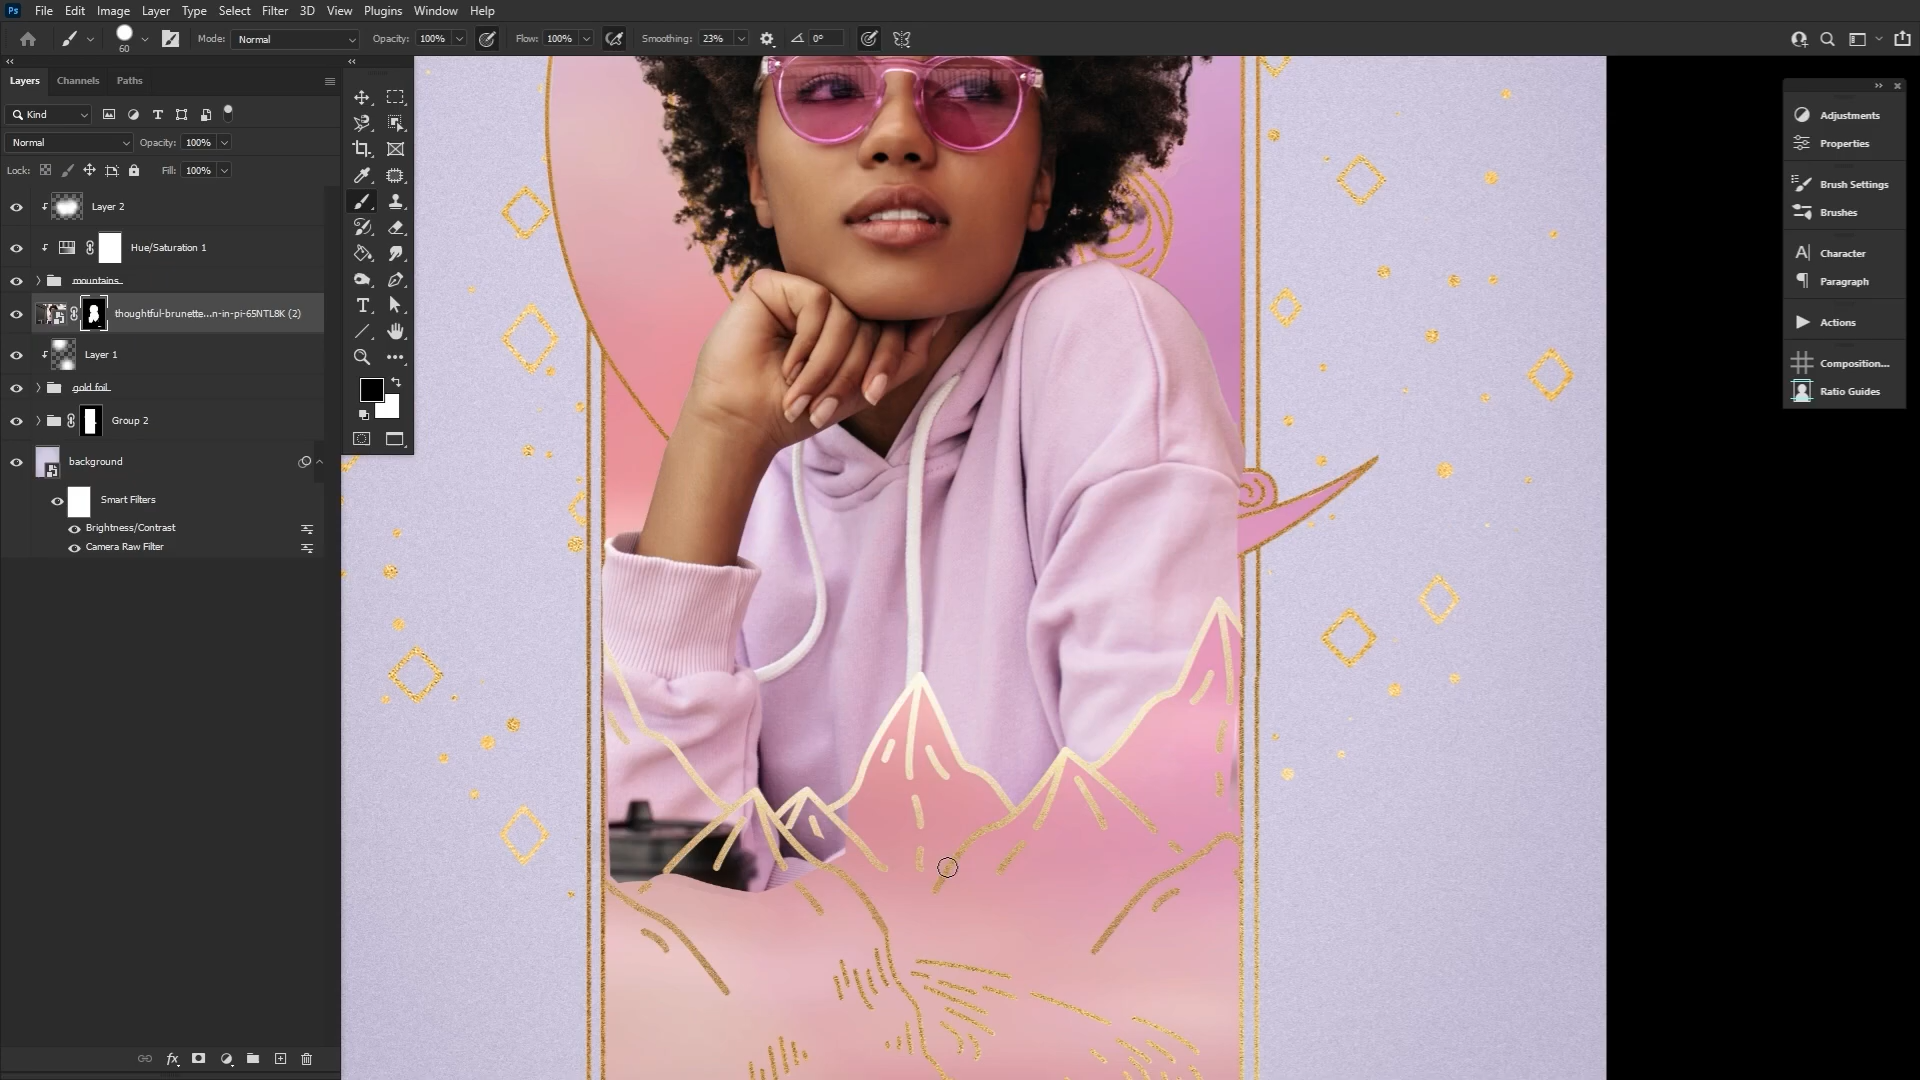 Ps File Edit Image Layer Type Select Filter 3D View Plugins Window Help
60 Mode: Normal Opacity: 100% Flow: 100% Smoothing: 23% 0°
Layers Channels Paths
Kind
Normal Opacity: 100%
Lock: Fill: 100%
Layer 2
Hue/Saturation 1
mountains
thoughtful-brunette...n-in-pi-65NTL8K (2)
Layer 1
gold foil
Group 2
background
Smart Filters
Brightness/Contrast
Camera Raw Filter
Adjustments
Properties
Brush Settings
Brushes
Character
Paragraph
Actions
Composition...
Ratio Guides